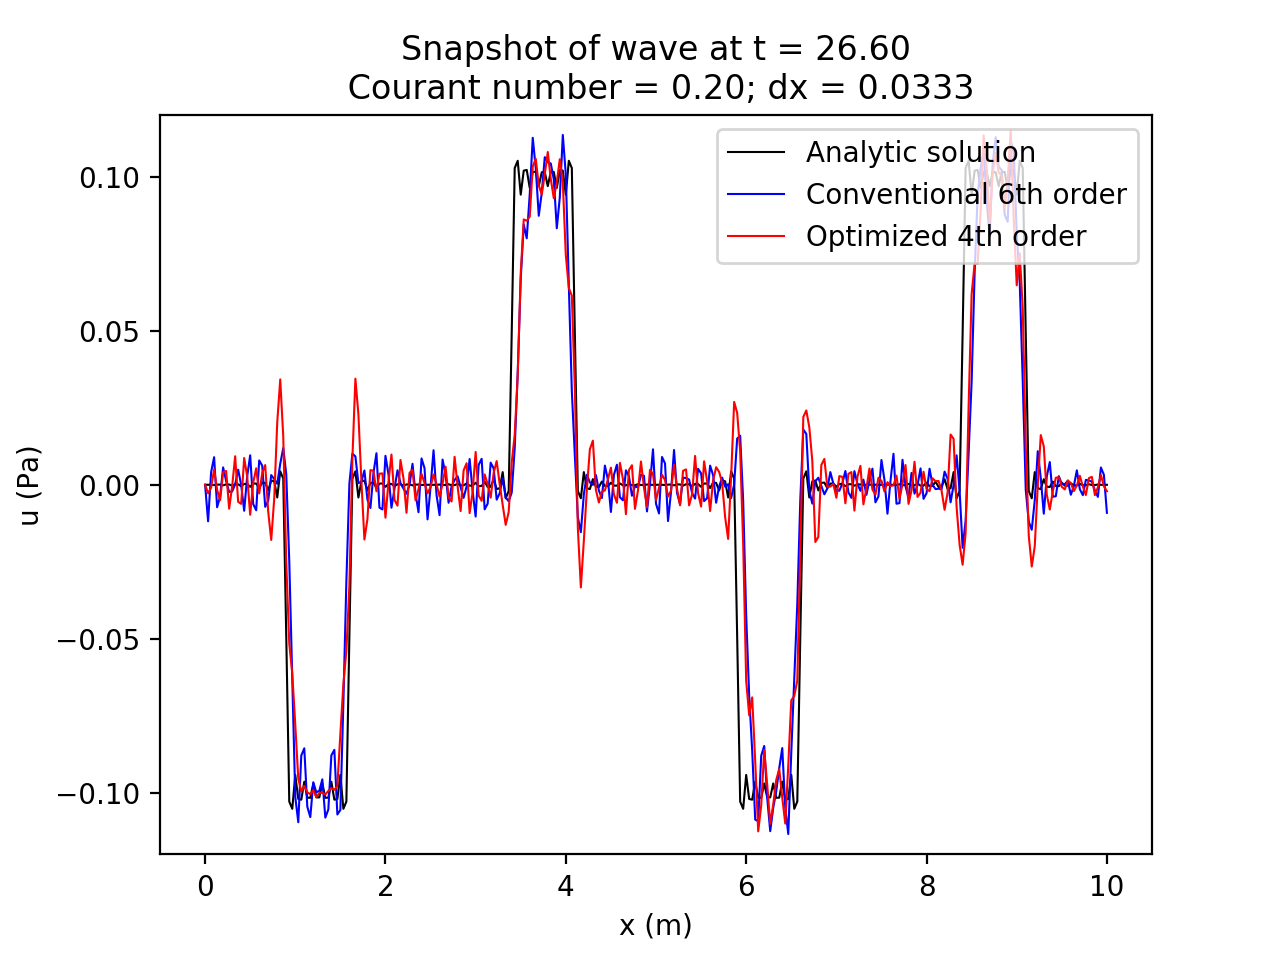 Snapshot of wave at t = 26.60
Courant number = 0.20; dx = 0.0333
Analytic solution
Conventional 6th order
Optimized 4th order
0.10
0.05
0.00
−0.05
−0.10
u (Pa)
0 2 4 6 8 10
x (m)